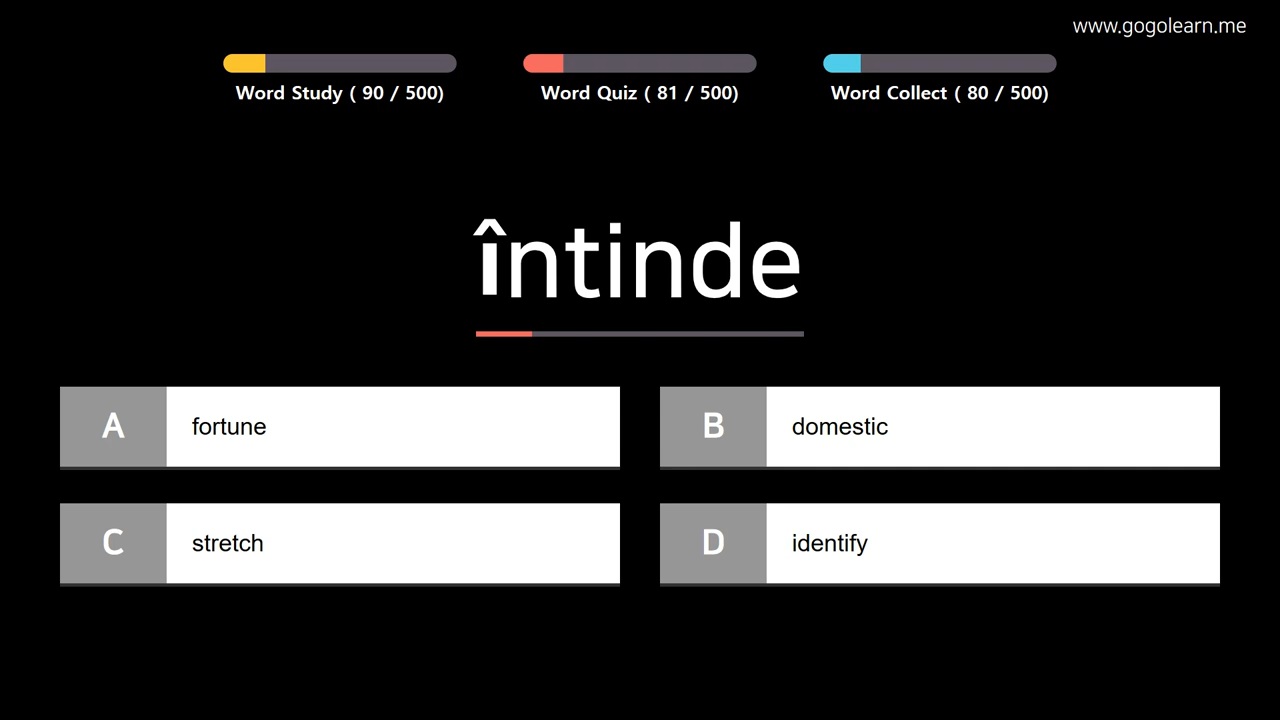 www.gogolearn.me
Word Study ( 90 / 500)
Word Quiz ( 81 / 500)
Word Collect ( 80 / 500)
întinde
A fortune
B domestic
C stretch
D identify